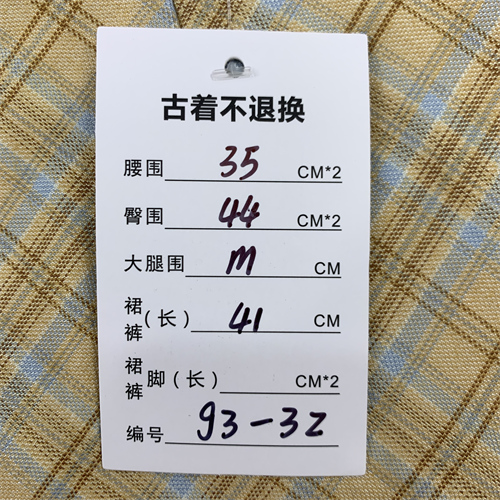 古着不退换
腰围 35 CM*2
臀围 44 CM*2
大腿围 m CM
裙裤(长) 41 CM
裙裤脚(长) CM*2
编号 93-32